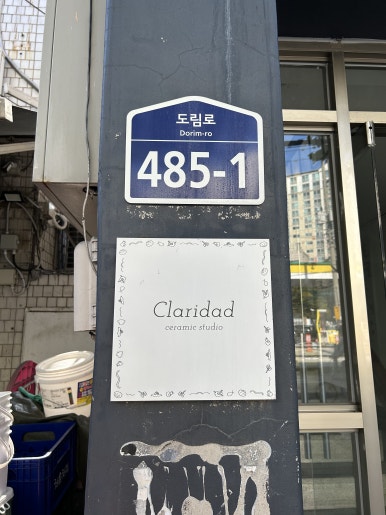 도림로
Dorim-ro
485-1
Claridad
ceramic studio